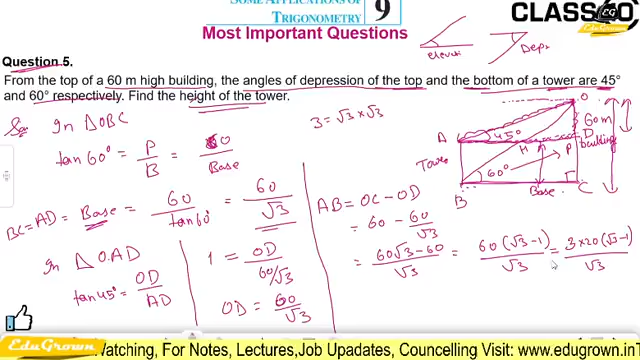 SOME APPLICATIONS OF
TRIGONOMETRY 9
CLASS
EG
EduGrown
Most Important Questions
Question 5.
From the top of a 60 m high building, the angles of depression of the top and the bottom of a tower are 45°
and 60° respectively. Find the height of the tower.
In △OBC
tan 60° = P/B = 60/Base
BC = AD = Base = 60/tan 60° = 60/√3
In △OAD
tan 45° = OD/AD
1 = OD/(60/√3)
OD = 60/√3
3 = √3 × √3
AB = OC - OD
= 60 - 60/√3
= (60√3 - 60)/√3 = 60(√3 - 1)/√3 = 3×20(√3 - 1)/√3
O
60m
A 45° D
H P
building
Tower
60°
B Base C
EduGrown
Watching, For Notes, Lectures,Job Upadates, Councelling Visit: www.edugrown.in